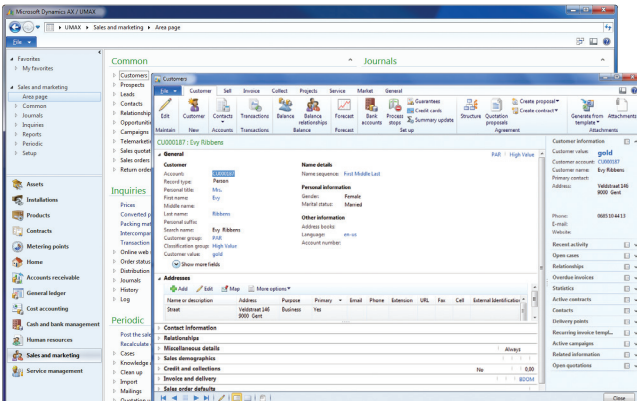 Microsoft Dynamics AX / UMAX
UMAX ▸ Sales and marketing ▸ Area page
File
Favorites
My favorites
Sales and marketing
Area page
Common
Journals
Inquiries
Reports
Periodic
Setup
Assets
Installations
Products
Contracts
Metering points
Home
Accounts receivable
General ledger
Cost accounting
Cash and bank management
Human resources
Sales and marketing
Service management
Common
Customers
Prospects
Leads
Contacts
Relationship
Opportuniti
Campaigns
Telemarketi
Sales quotat
Sales orders
Return order
Inquiries
Prices
Converted p
Packing mat
Intercompar
Transaction
Online web
Order status
Distribution
Journals
History
Log
Periodic
Post the sale
Recalculate
Cases
Knowledge
Clean up
Import
Mailings
Journals
Customers
File Customer Sell Invoice Collect Projects Service Market General
Edit
Customer
Contacts
Transactions
Balance
Balance relationships
Forecast
Bank accounts
Process stops
Guarantees
Credit cards
Summary update
Structure
Quotation proposals
Create proposal
Create contract
Generate from template
Attachments
Maintain New Accounts Transactions Balance Forecast Set up Agreement Attachments
CU000187 : Evy Ribbens
General
PAR High Value
Customer
Account: CU000187
Record type: Person
Personal title: Mrs.
First name: Evy
Middle name:
Last name: Ribbens
Personal suffix:
Search name: Evy Ribbens
Customer group: PAR
Classification group: High Value
Customer value: gold
Show more fields
Name details
Name sequence: First Middle Last
Personal information
Gender: Female
Marital status: Married
Other information
Address books:
Language: en-us
Account number:
Addresses
Add Edit Map More options
Name or description Address Purpose Primary Email Phone Extension URL Fax Cell External Identification
Street Veldstraat 146 Business Yes
9000 Gent
Contact information
Relationships
Miscellaneous details Always
Sales demographics
Credit and collections No 0.00
Invoice and delivery BOOM
Sales order defaults
Customer information
Customer value: gold
Customer account: CU000187
Customer name: Evy Ribbens
Primary contact:
Address: Veldstraat 146
9000 Gent
Phone: 0685 10 44 13
E-mail:
Website:
Recent activity
Open cases
Relationships
Overdue invoices
Statistics
Active contracts
Contacts
Delivery points
Recurring invoice templ...
Active campaigns
Related information
Open quotations
Close